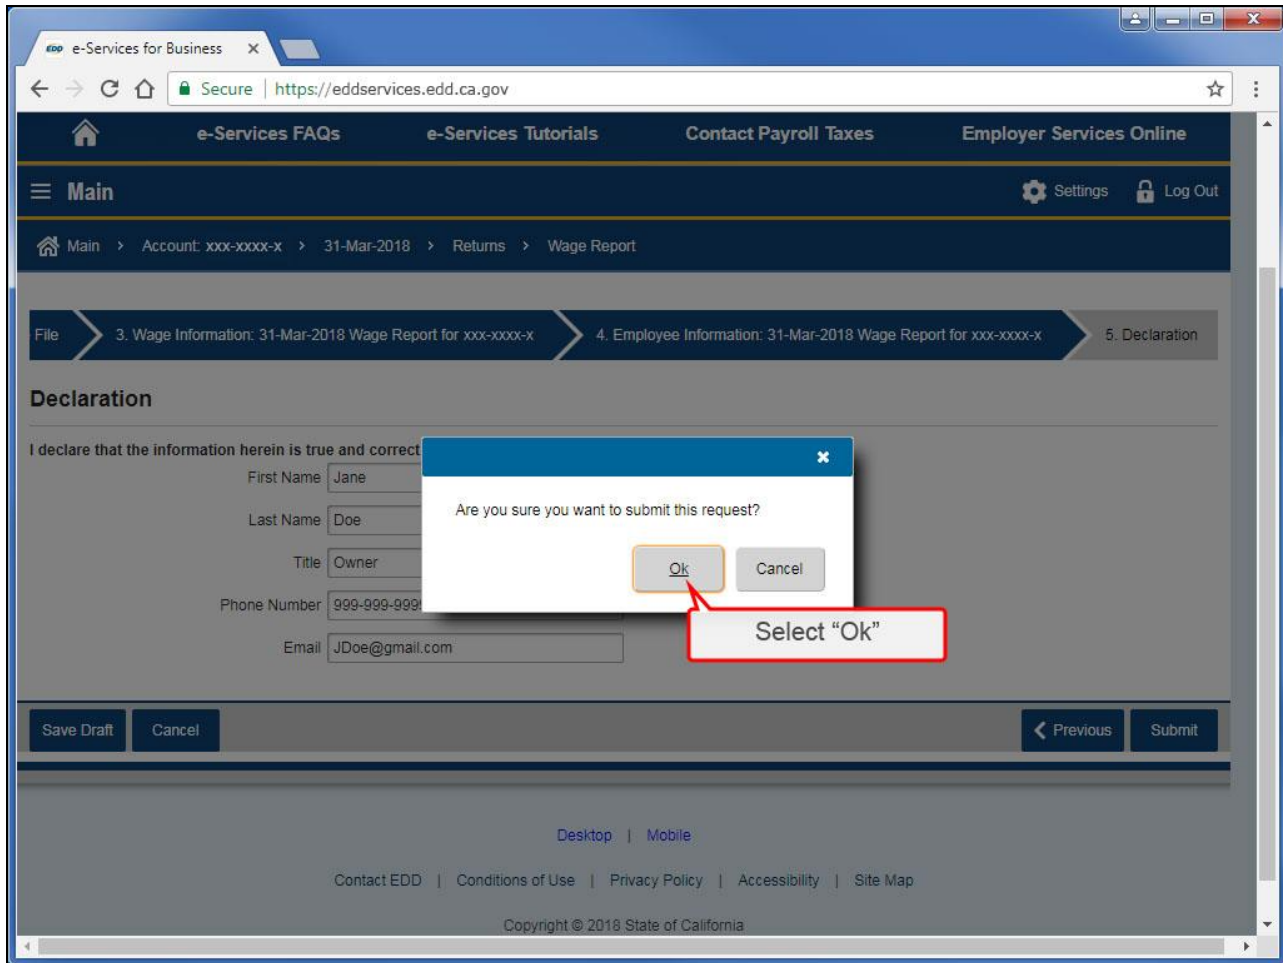 EDD e-Services for Business
Secure | https://eddservices.edd.ca.gov
e-Services FAQs e-Services Tutorials Contact Payroll Taxes Employer Services Online
Main Settings Log Out
Main > Account: xxx-xxxx-x > 31-Mar-2018 > Returns > Wage Report
File 3. Wage Information: 31-Mar-2018 Wage Report for xxx-xxxx-x 4. Employee Information: 31-Mar-2018 Wage Report for xxx-xxxx-x 5. Declaration
Declaration
I declare that the information herein is true and correct
First Name Jane
Are you sure you want to submit this request?
Last Name Doe
Title Owner
Ok Cancel
Phone Number 999-999-999
Select “Ok”
Email JDoe@gmail.com
Save Draft Cancel Previous Submit
Desktop | Mobile
Contact EDD | Conditions of Use | Privacy Policy | Accessibility | Site Map
Copyright © 2018 State of California